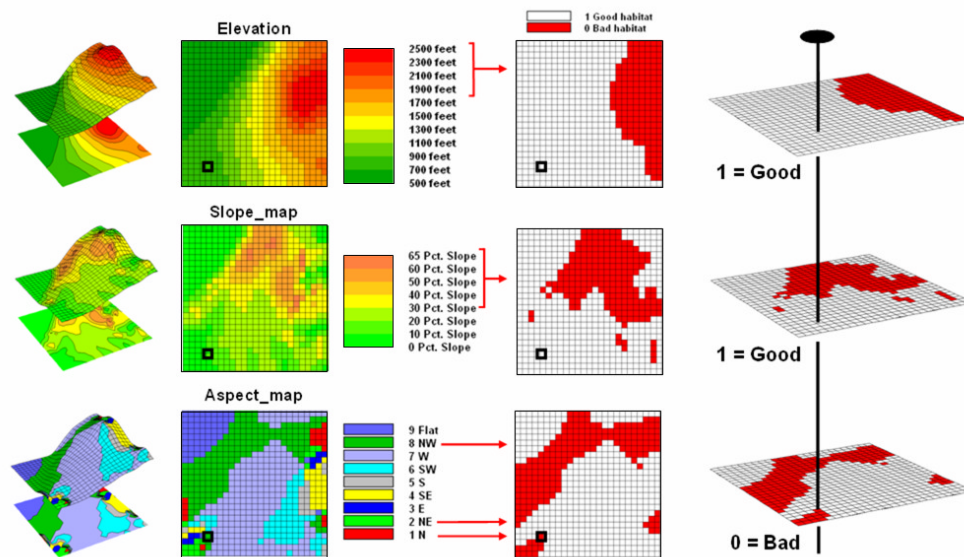 Elevation
2500 feet
2300 feet
2100 feet
1900 feet
1700 feet
1500 feet
1300 feet
1100 feet
900 feet
700 feet
500 feet
1 Good habitat
0 Bad habitat
1 = Good
Slope_map
65 Pct. Slope
60 Pct. Slope
50 Pct. Slope
40 Pct. Slope
30 Pct. Slope
20 Pct. Slope
10 Pct. Slope
0 Pct. Slope
1 = Good
Aspect_map
9 Flat
8 NW
7 W
6 SW
5 S
4 SE
3 E
2 NE
1 N
0 = Bad